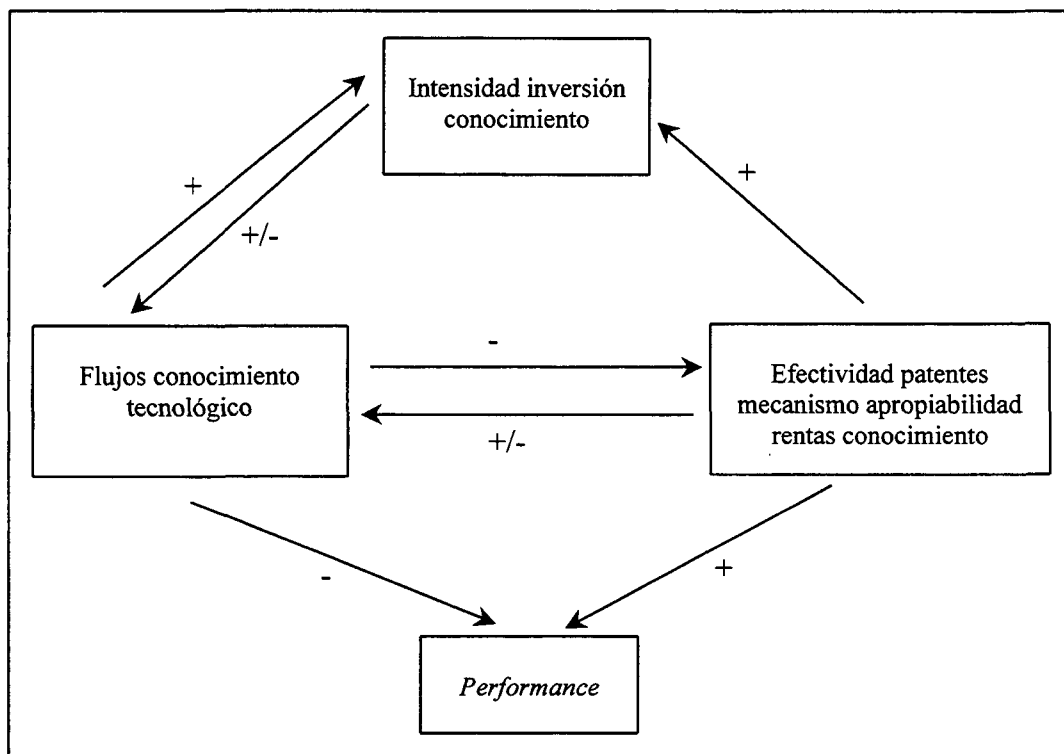 Intensidad inversión
conocimiento
+
+
+/-
Flujos conocimiento
tecnológico
-
+/-
Efectividad patentes
mecanismo apropiabilidad
rentas conocimiento
-
+
Performance